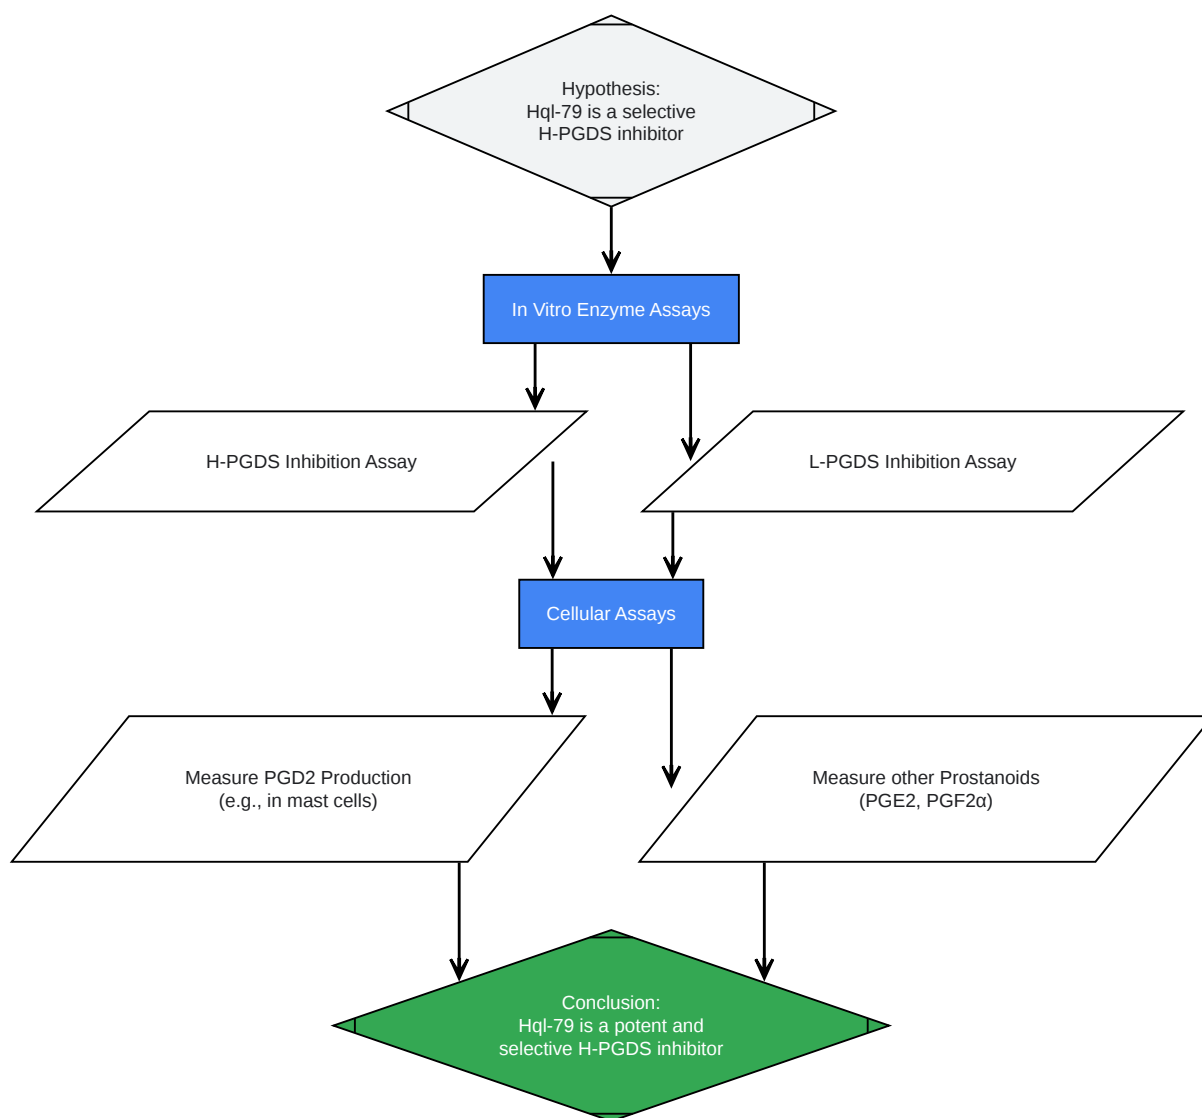 Hypothesis:
Hql-79 is a selective
H-PGDS inhibitor
In Vitro Enzyme Assays
H-PGDS Inhibition Assay
L-PGDS Inhibition Assay
Cellular Assays
Measure PGD2 Production
(e.g., in mast cells)
Measure other Prostanoids
(PGE2, PGF2α)
Conclusion:
Hql-79 is a potent and
selective H-PGDS inhibitor